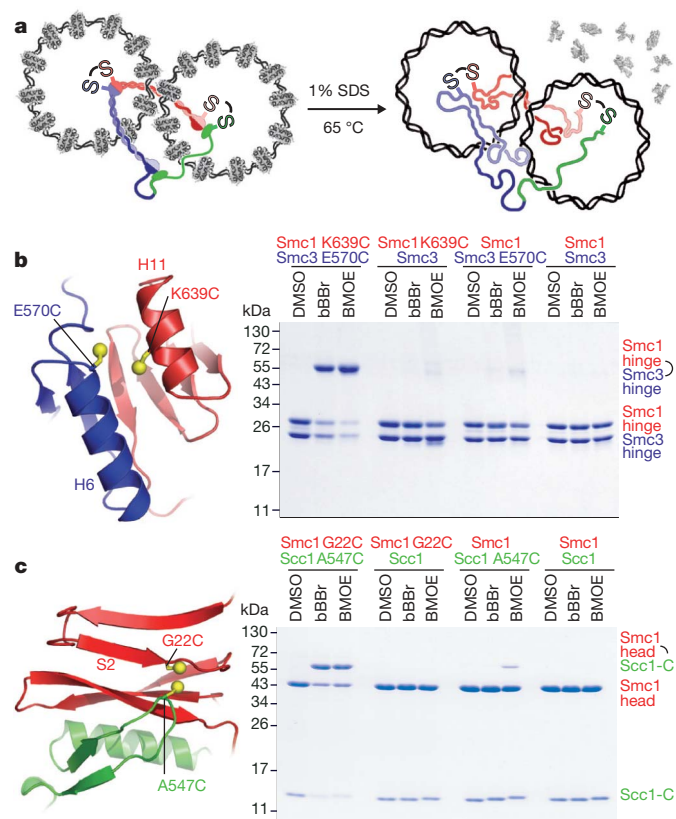 a
S
S
S
S
1% SDS
65 °C
S
S
S
S
b
H11
K639C
E570C
H6
Smc1 K639C Smc1 K639C Smc1 Smc1
Smc3 E570C Smc3 Smc3 E570C Smc3
DMSO bBBr BMOE DMSO bBBr BMOE DMSO bBBr BMOE DMSO bBBr BMOE
kDa
130
72
55
43
34
26
17
11
Smc1
hinge
Smc3
hinge
Smc1
hinge
Smc3
hinge
c
G22C
S2
A547C
Smc1 G22C Smc1 G22C Smc1 Smc1
Scc1 A547C Scc1 Scc1 A547C Scc1
DMSO bBBr BMOE DMSO bBBr BMOE DMSO bBBr BMOE DMSO bBBr BMOE
kDa
130
72
55
43
34
26
17
11
Smc1
head
Scc1-C
Smc1
head
Scc1-C